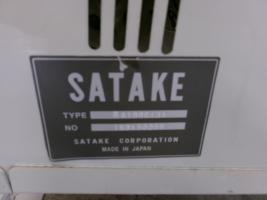 SATAKE
TYPE
NO
SATAKE CORPORATION
MADE IN JAPAN